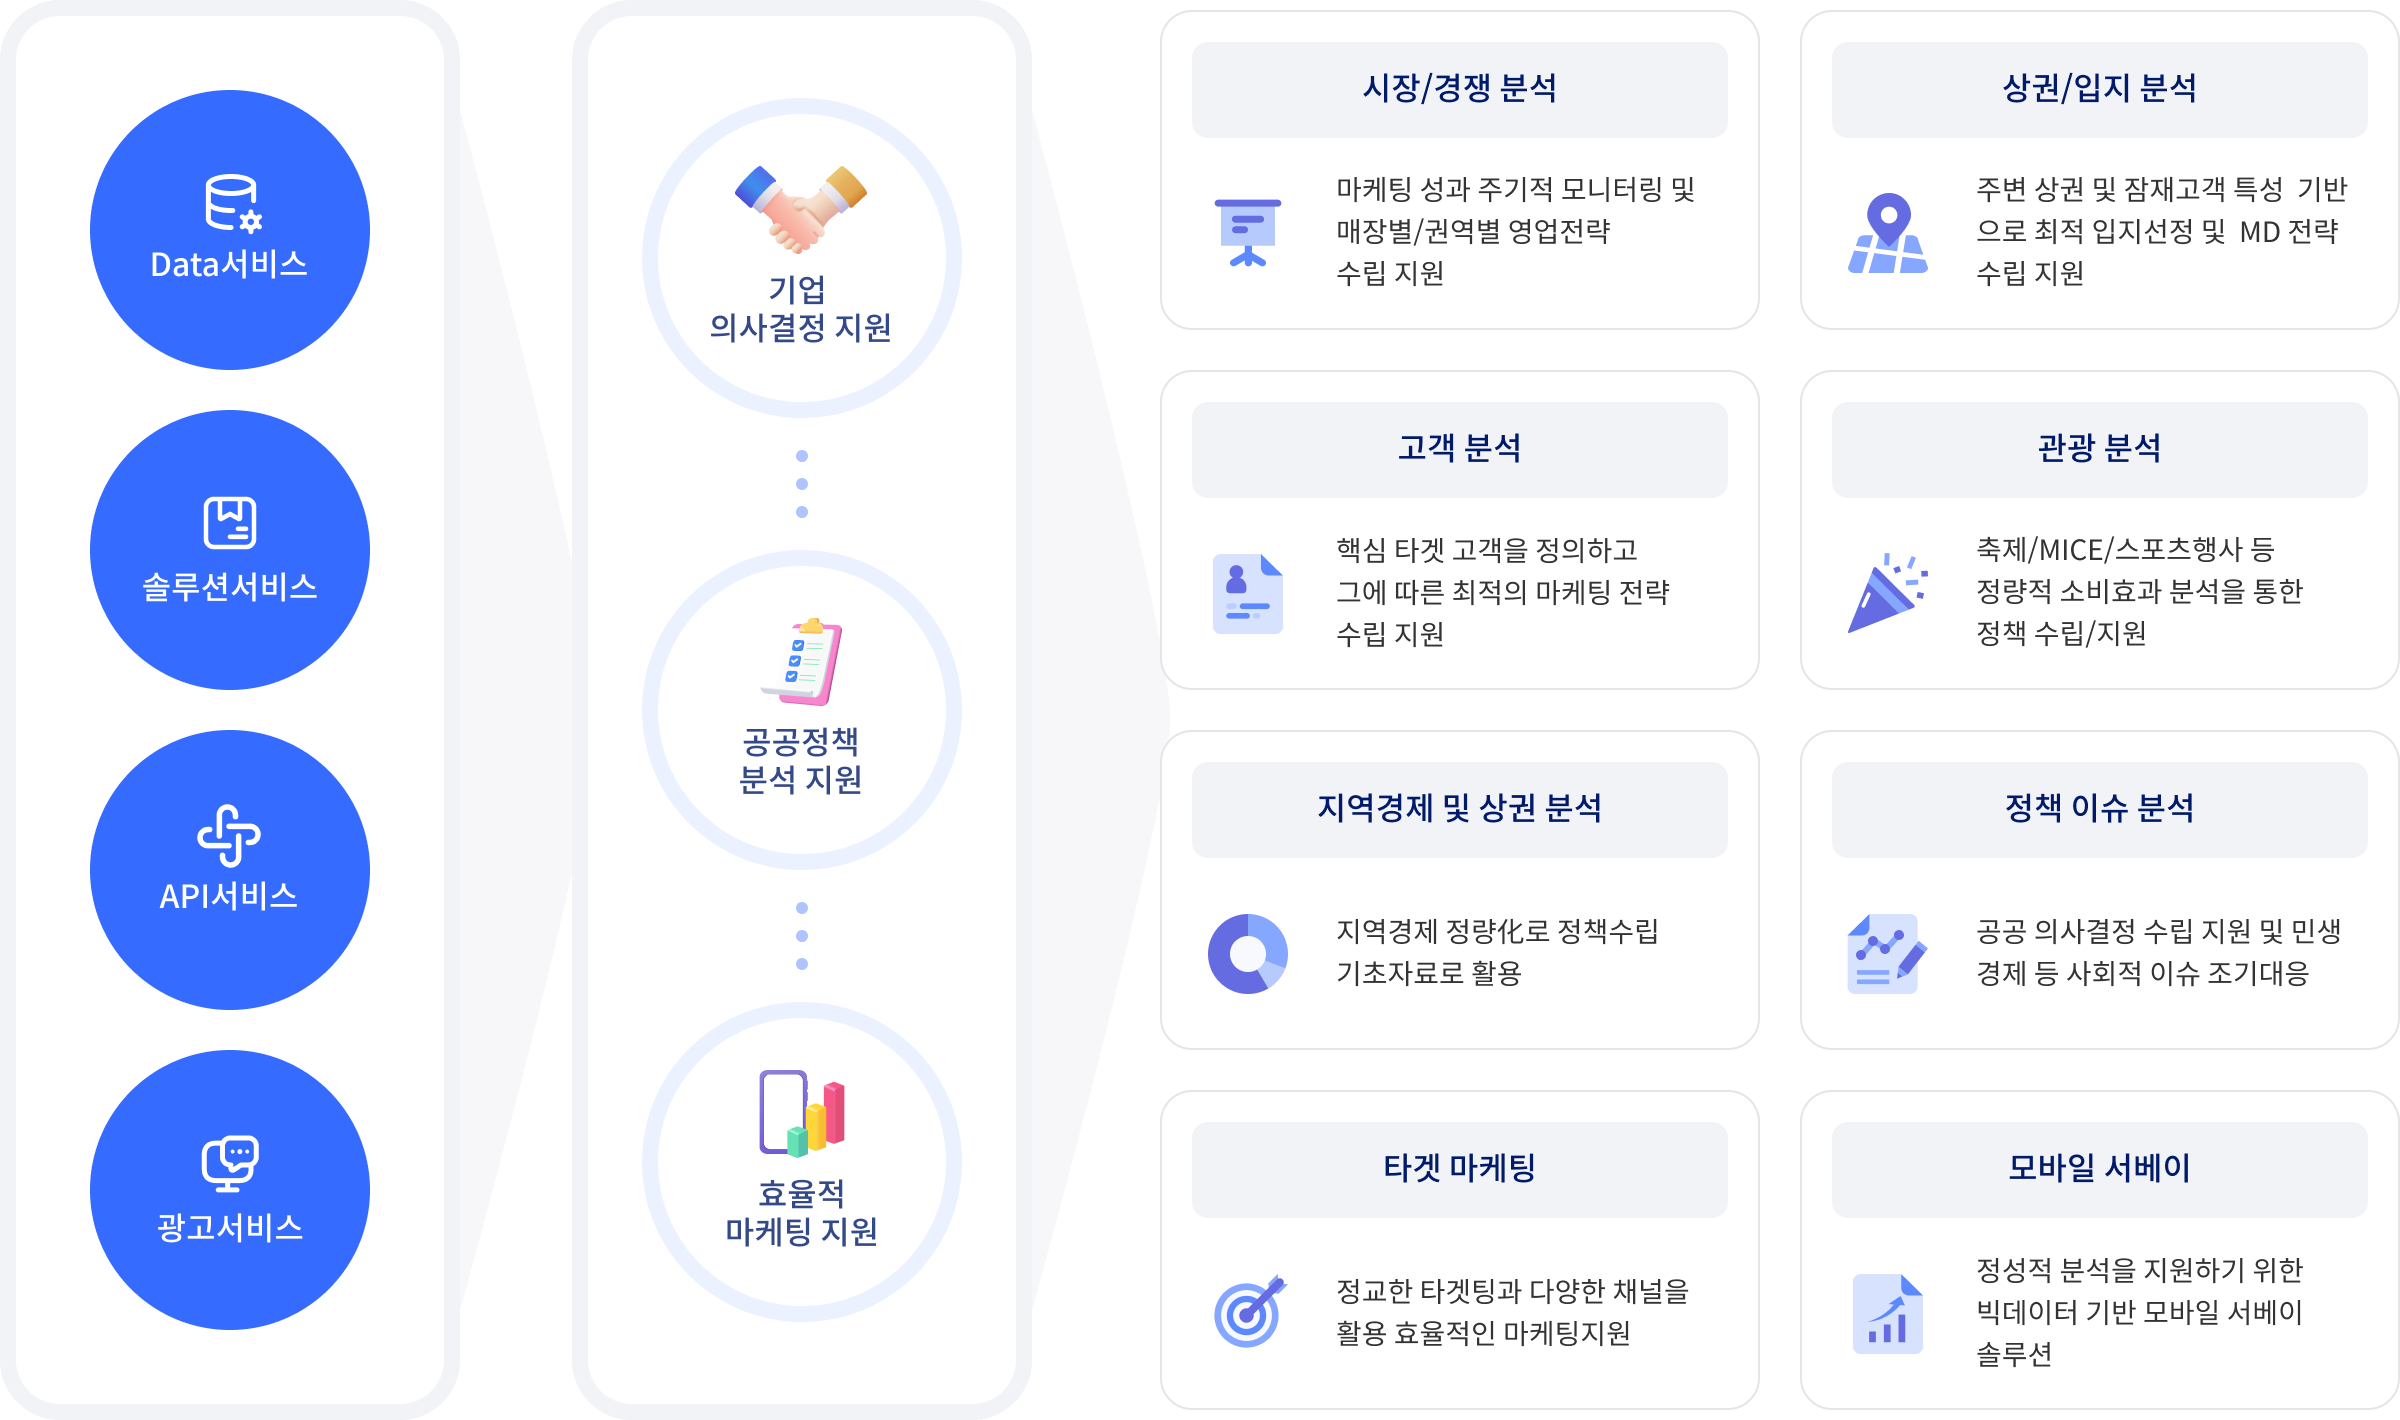 Data서비스
솔루션서비스
API서비스
광고서비스
기업
의사결정 지원
공공정책
분석 지원
효율적
마케팅 지원
시장/경쟁 분석
마케팅 성과 주기적 모니터링 및
매장별/권역별 영업전략
수립 지원
상권/입지 분석
주변 상권 및 잠재고객 특성 기반
으로 최적 입지선정 및 MD 전략
수립 지원
고객 분석
핵심 타겟 고객을 정의하고
그에 따른 최적의 마케팅 전략
수립 지원
관광 분석
축제/MICE/스포츠행사 등
정량적 소비효과 분석을 통한
정책 수립/지원
지역경제 및 상권 분석
지역경제 정량化로 정책수립
기초자료로 활용
정책 이슈 분석
공공 의사결정 수립 지원 및 민생
경제 등 사회적 이슈 조기대응
타겟 마케팅
정교한 타겟팅과 다양한 채널을
활용 효율적인 마케팅지원
모바일 서베이
정성적 분석을 지원하기 위한
빅데이터 기반 모바일 서베이
솔루션